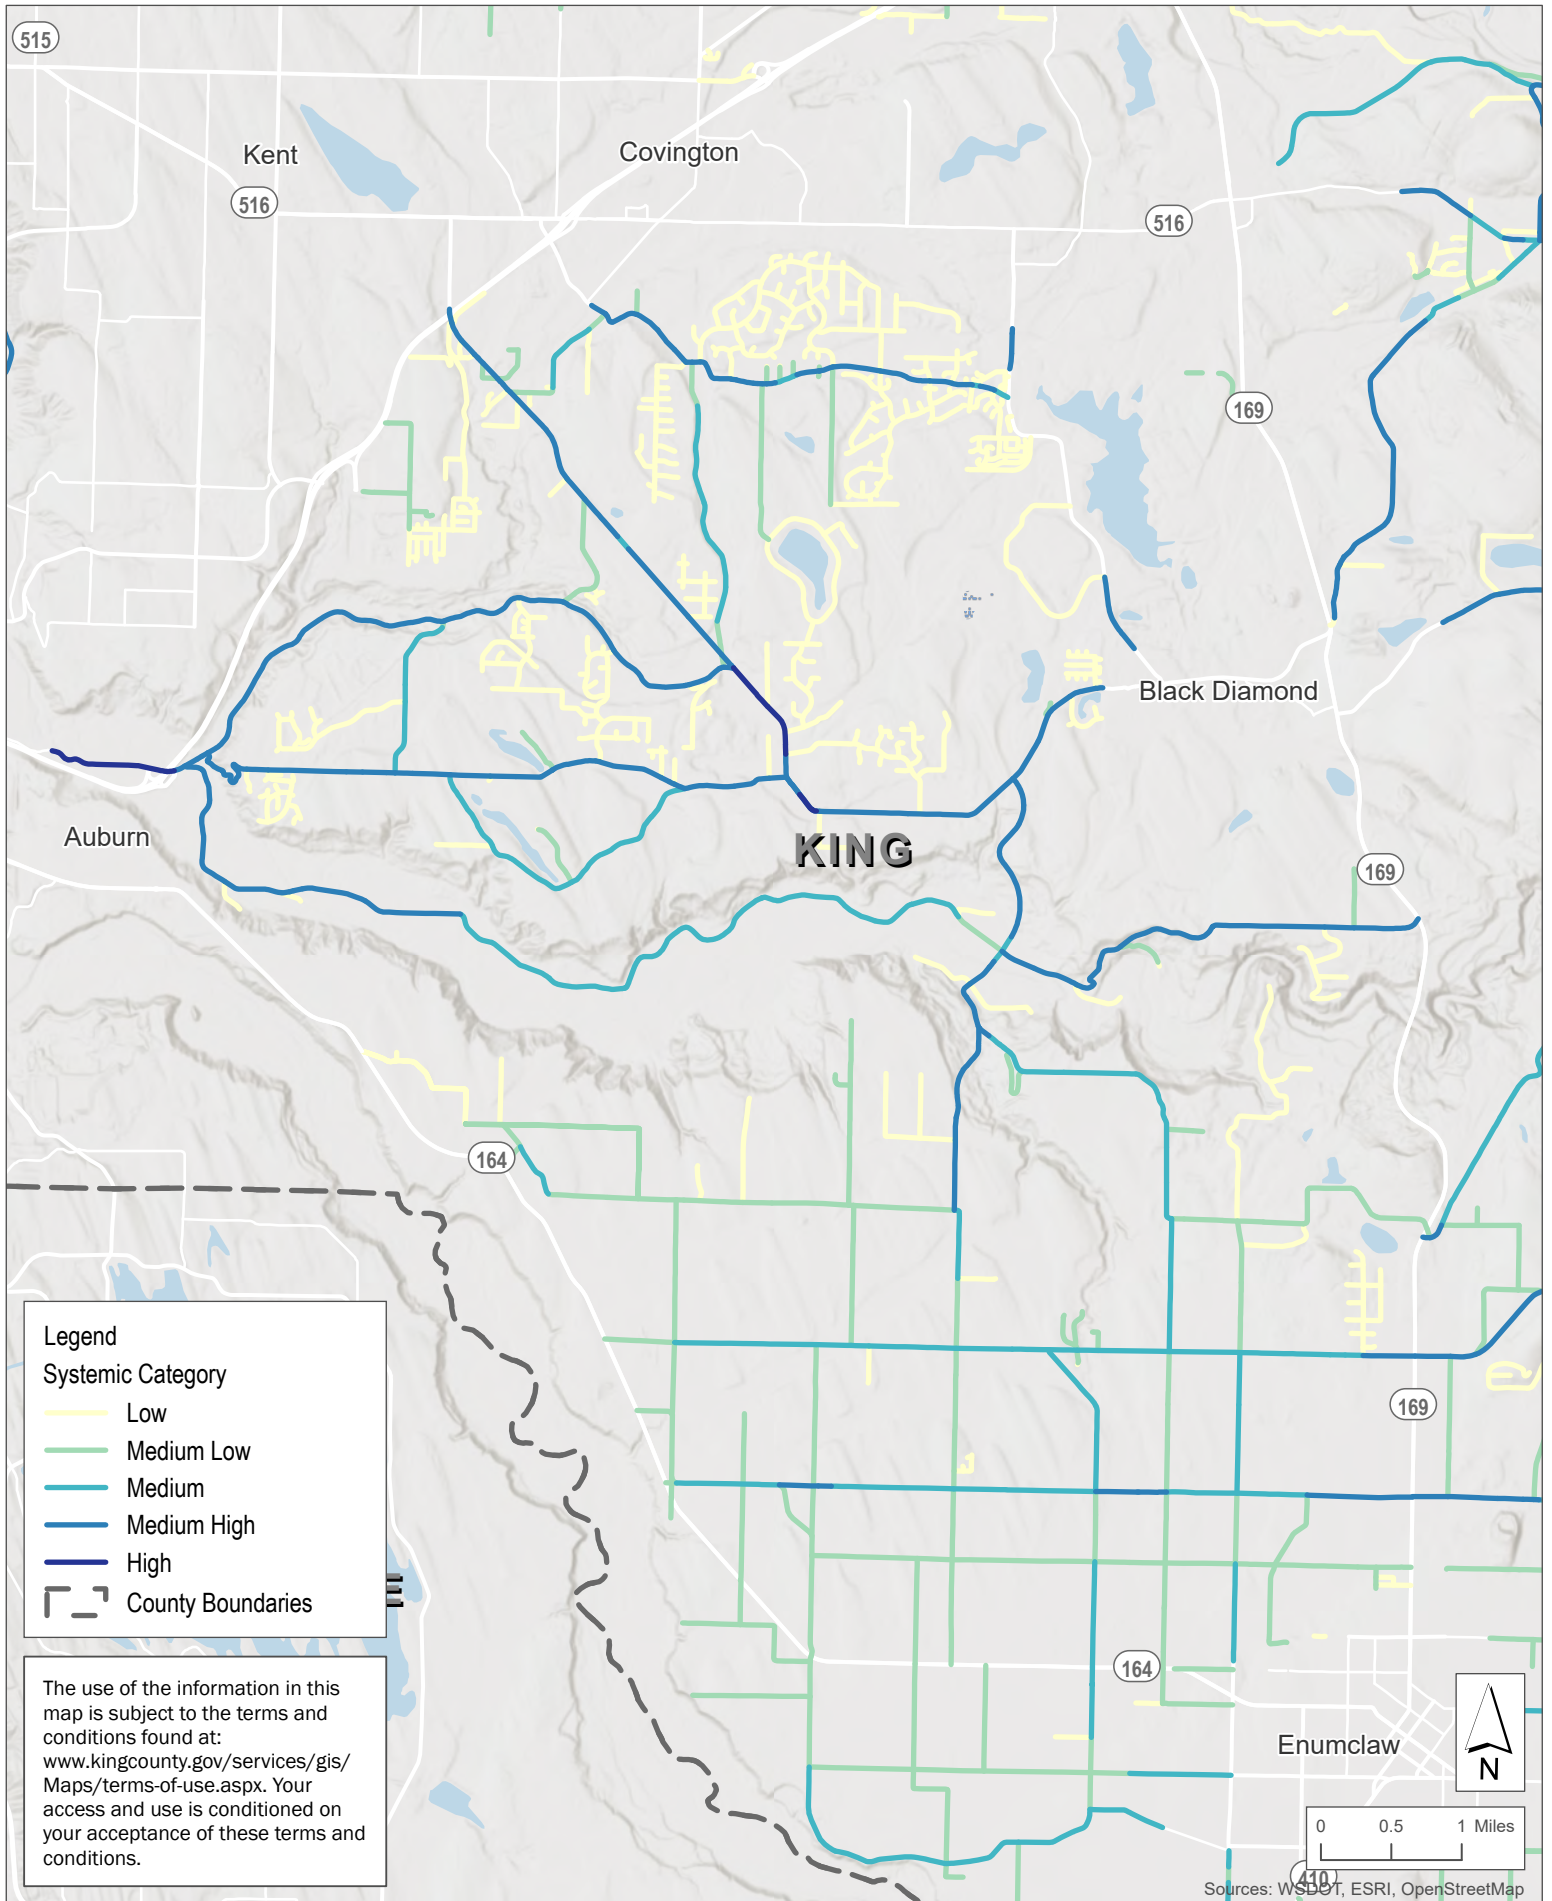 515
Kent
Covington
516
516
169
Black Diamond
Auburn
KING
169
164
169
Legend
Systemic Category
Low
Medium Low
Medium
Medium High
High
County Boundaries
The use of the information in this
map is subject to the terms and
conditions found at:
www.kingcounty.gov/services/gis/
Maps/terms-of-use.aspx. Your
access and use is conditioned on
your acceptance of these terms and
conditions.
164
Enumclaw
N
0 0.5 1 Miles
410
Sources: WSDOT, ESRI, OpenStreetMap